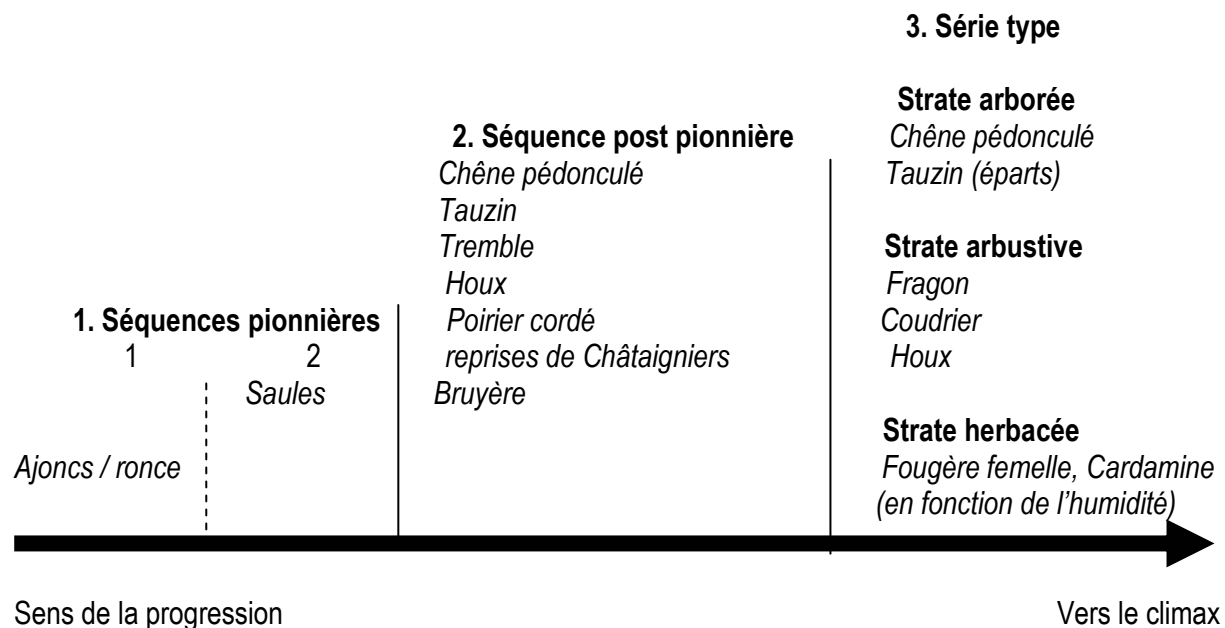 1. Séquences pionnières
1 2
Saules
Ajoncs / ronce
2. Séquence post pionnière
Chêne pédonculé
Tauzin
Tremble
Houx
Poirier cordé
reprises de Châtaigniers
Bruyère
3. Série type
Strate arborée
Chêne pédonculé
Tauzin (éparts)
Strate arbustive
Fragon
Coudrier
Houx
Strate herbacée
Fougère femelle, Cardamine
(en fonction de l’humidité)
Sens de la progression
Vers le climax